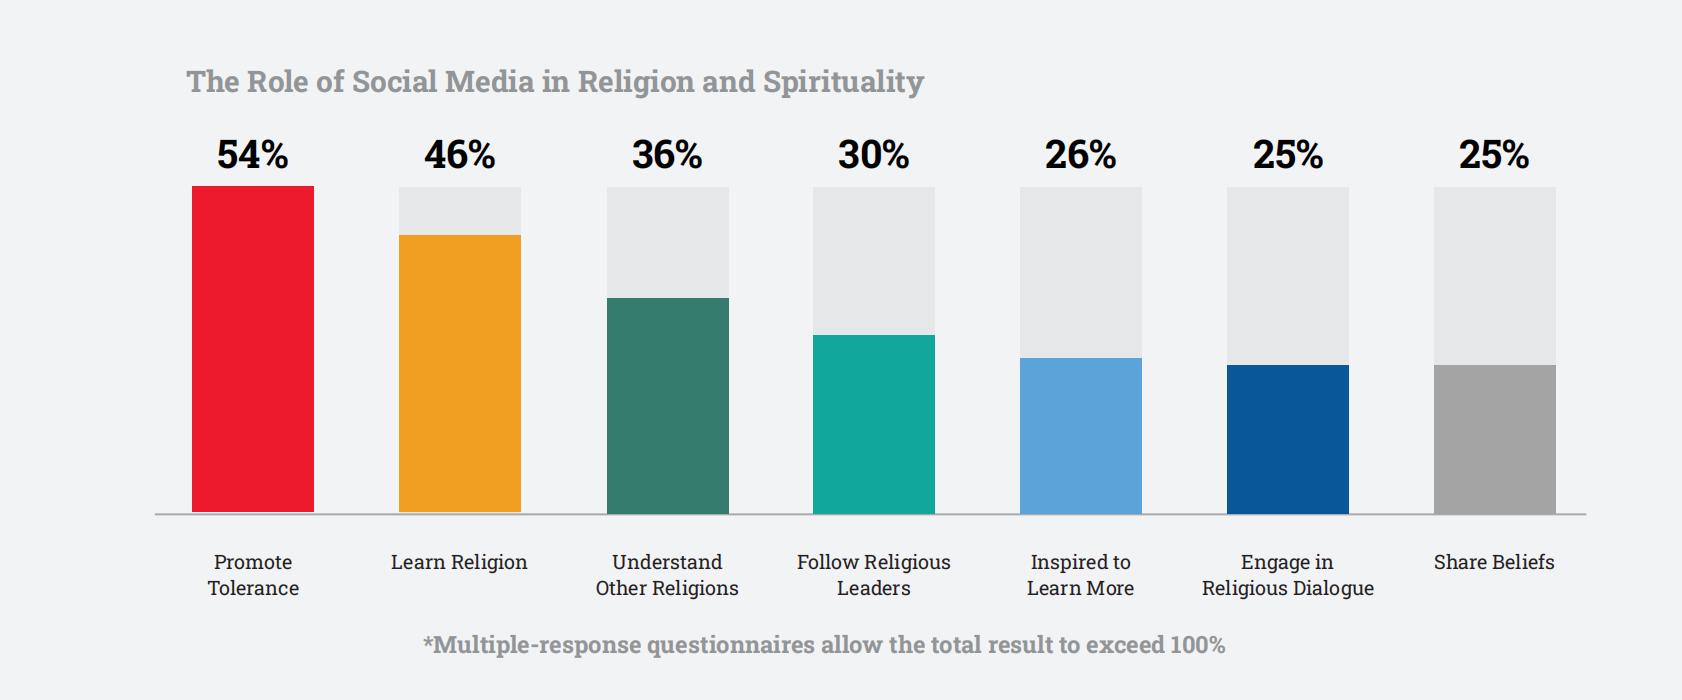 The Role of Social Media in Religion and Spirituality
54% 46% 36% 30% 26% 25% 25%
Promote
Tolerance
Learn Religion
Understand
Other Religions
Follow Religious
Leaders
Inspired to
Learn More
Engage in
Religious Dialogue
Share Beliefs
*Multiple-response questionnaires allow the total result to exceed 100%